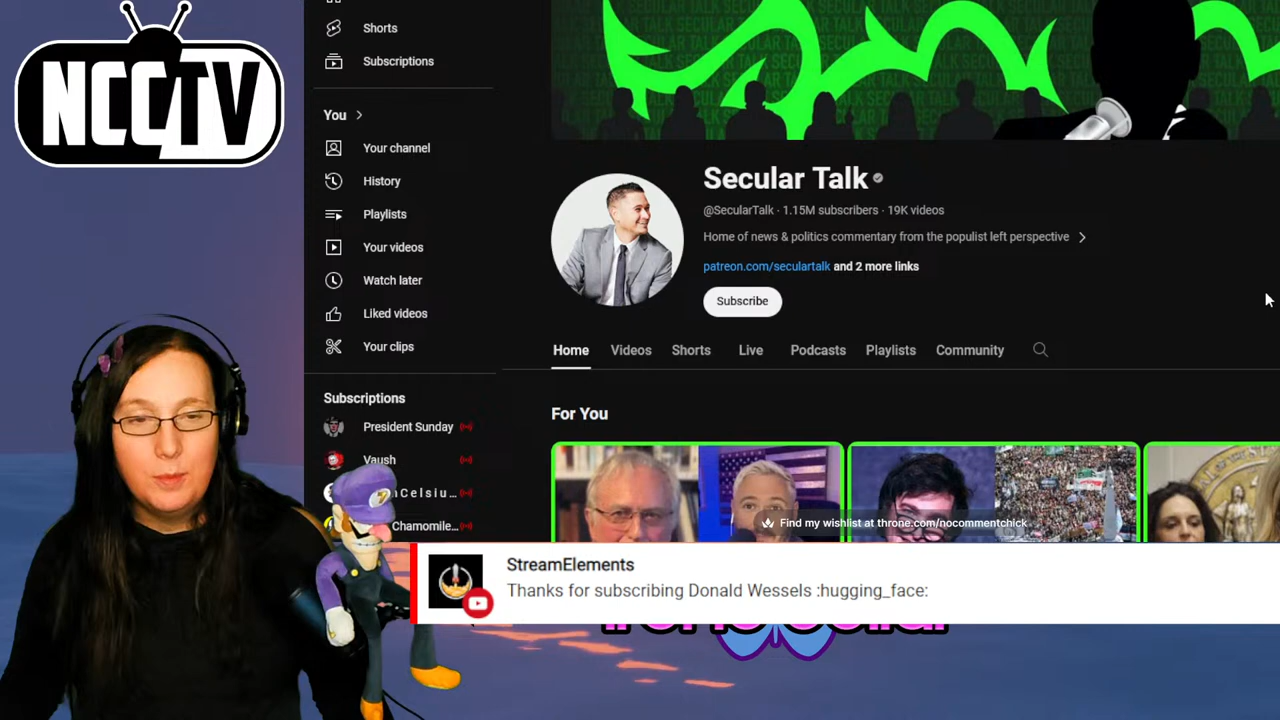 NCCTV
Shorts
Subscriptions
You
Your channel
History
Playlists
Your videos
Watch later
Liked videos
Your clips
Subscriptions
President Sunday
Vaush
Celsiu…
Chamomile...
SECULAR TALK
Secular Talk
@SecularTalk · 1.15M subscribers · 19K videos
Home of news & politics commentary from the populist left perspective
patreon.com/seculartalk and 2 more links
Subscribe
Home Videos Shorts Live Podcasts Playlists Community
For You
Find my wishlist at throne.com/nocommentchick
StreamElements
Thanks for subscribing Donald Wessels :hugging_face: